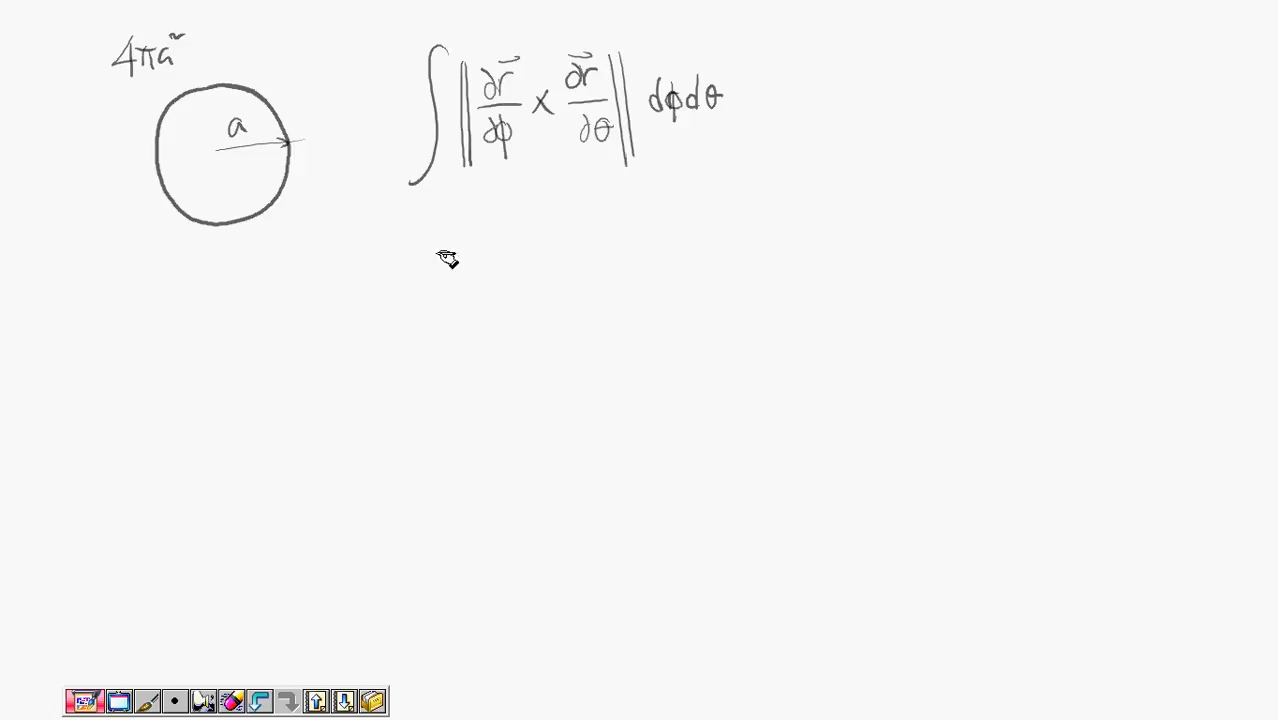 4πa²
a
∫ ‖ ∂r⃗/∂ϕ × ∂r⃗/∂θ ‖ dϕdθ